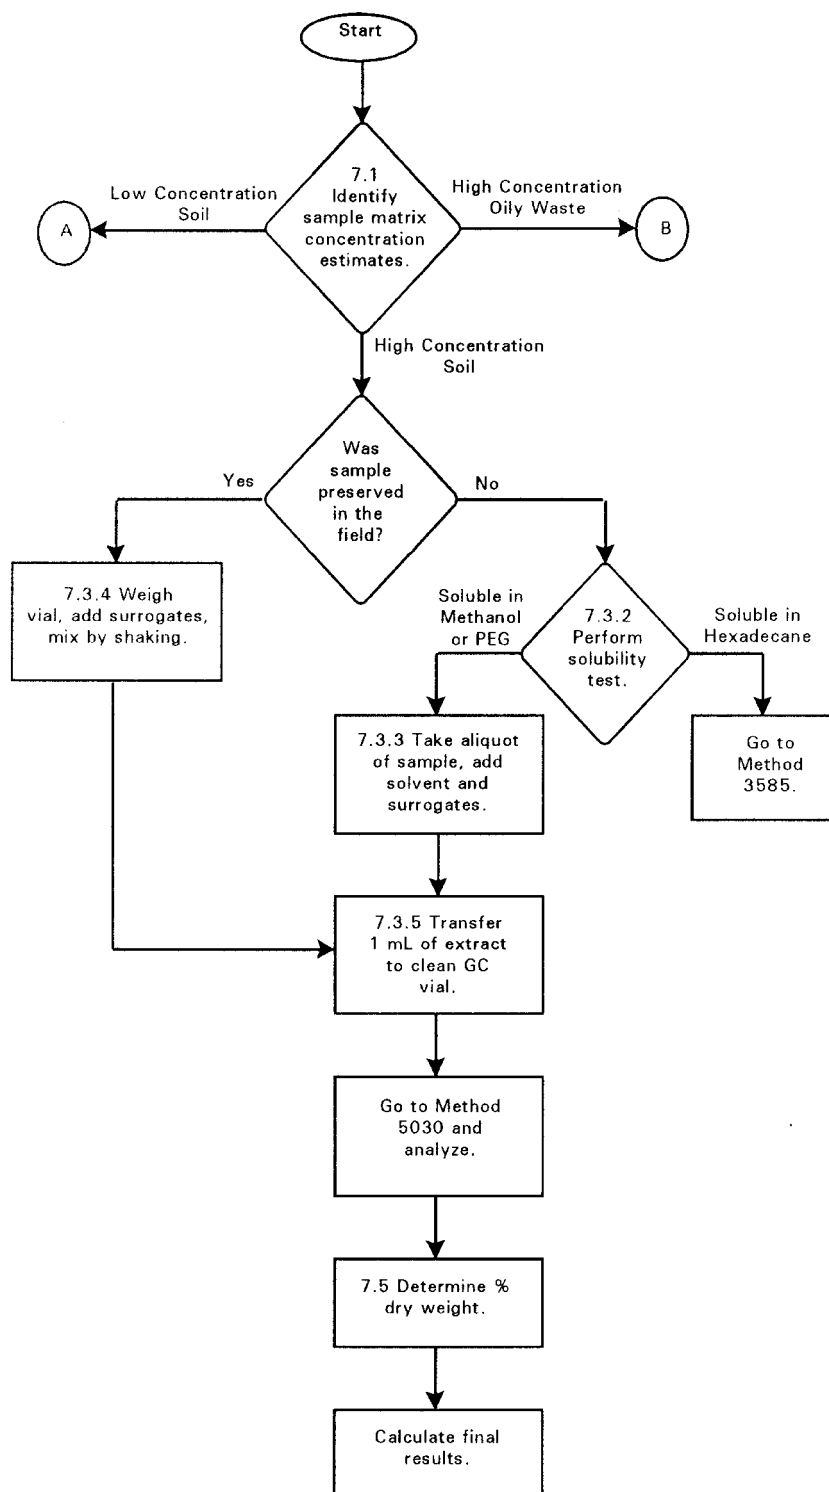 Start
7.1
Identify
sample matrix
concentration
estimates.
Low Concentration
Soil
High Concentration
Oily Waste
A
B
High Concentration
Soil
Was
sample
preserved
in the
field?
Yes
No
7.3.4 Weigh
vial, add surrogates,
mix by shaking.
Soluble in
Methanol
or PEG
7.3.2
Perform
solubility
test.
Soluble in
Hexadecane
7.3.3 Take aliquot
of sample, add
solvent and
surrogates.
Go to
Method
3585.
7.3.5 Transfer
1 mL of extract
to clean GC
vial.
Go to Method
5030 and
analyze.
7.5 Determine %
dry weight.
Calculate final
results.